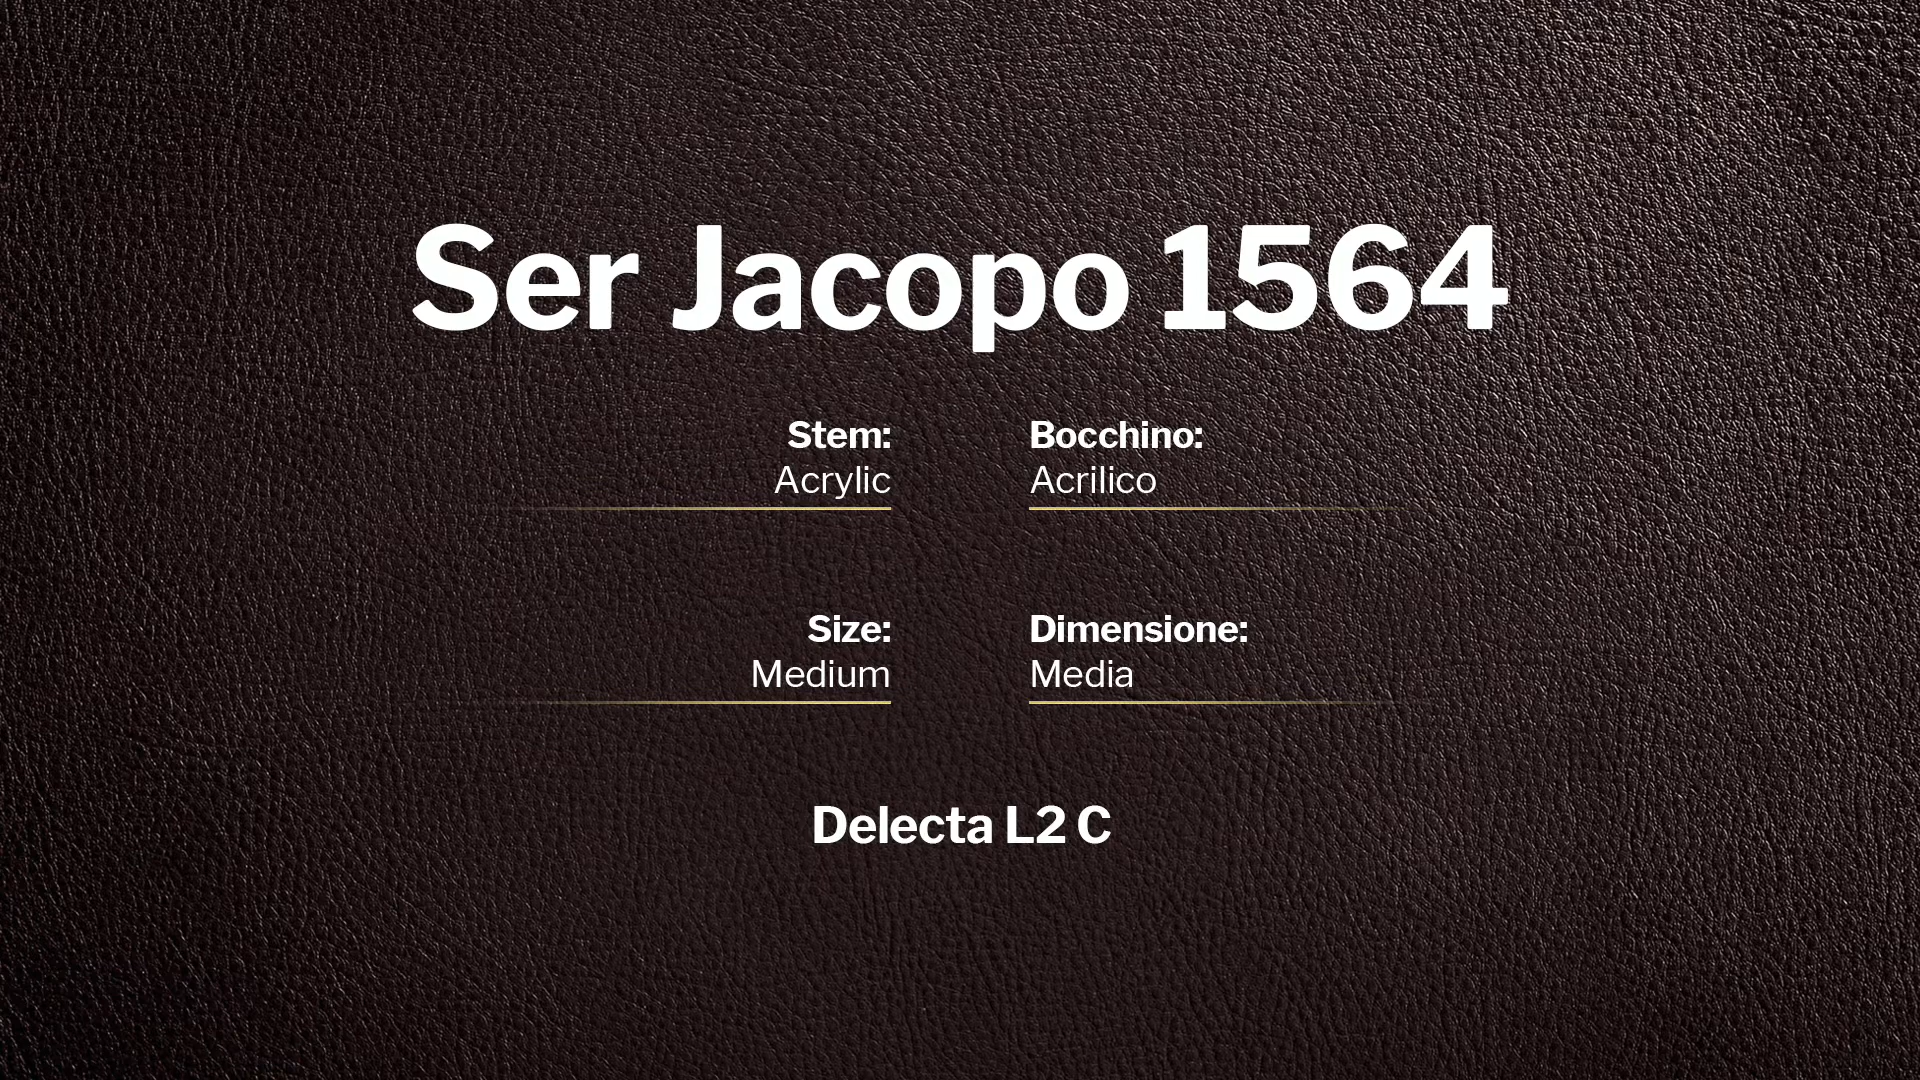 Ser Jacopo 1564
Stem:
Acrylic
Bocchino:
Acrilico
Size:
Medium
Dimensione:
Media
Delecta L2 C